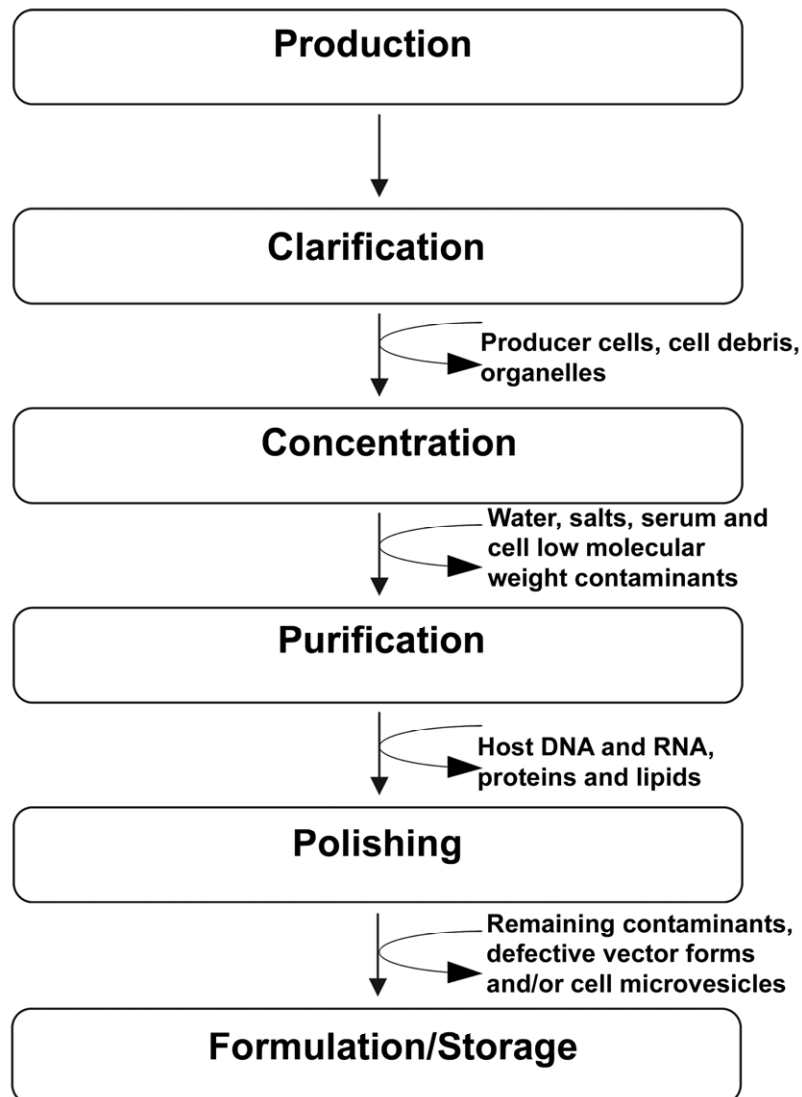 Production
Clarification
Producer cells, cell debris,
organelles
Concentration
Water, salts, serum and
cell low molecular
weight contaminants
Purification
Host DNA and RNA,
proteins and lipids
Polishing
Remaining contaminants,
defective vector forms
and/or cell microvesicles
Formulation/Storage